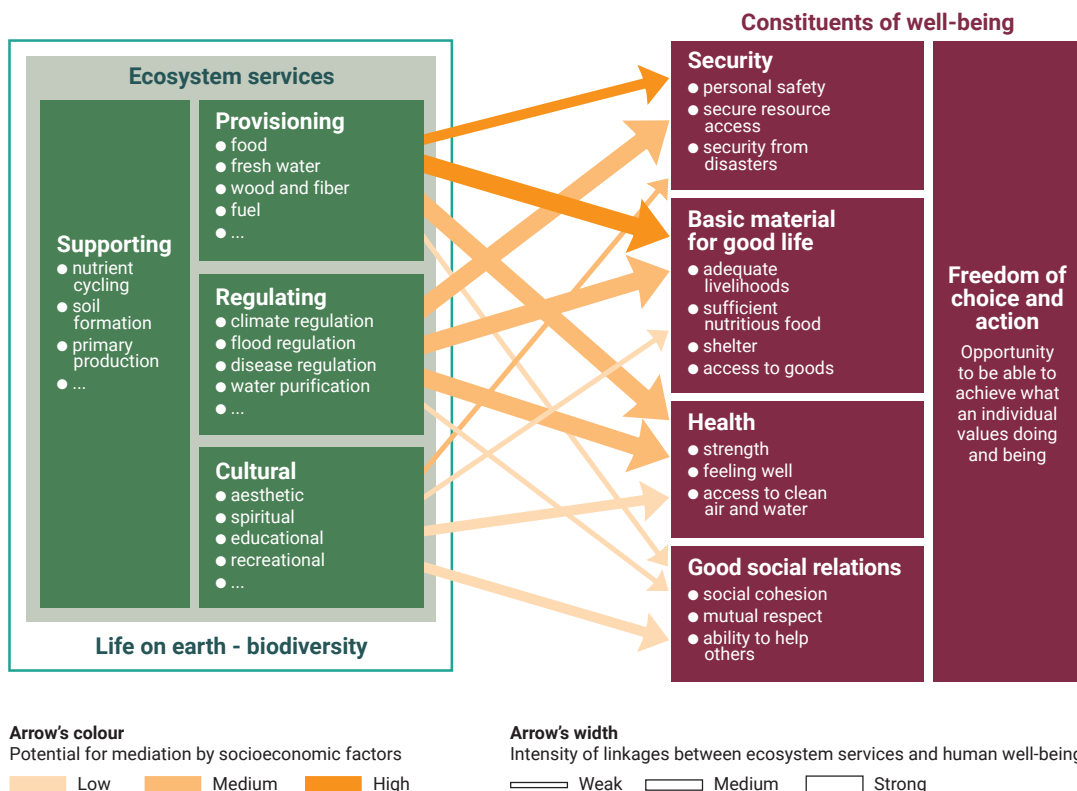 Constituents of well-being
Ecosystem services
Supporting
● nutrient
cycling
● soil
formation
● primary
production
● ...
Provisioning
● food
● fresh water
● wood and fiber
● fuel
● ...
Regulating
● climate regulation
● flood regulation
● disease regulation
● water purification
● ...
Cultural
● aesthetic
● spiritual
● educational
● recreational
● ...
Life on earth - biodiversity
Security
● personal safety
● secure resource
access
● security from
disasters
Basic material
for good life
● adequate
livelihoods
● sufficient
nutritious food
● shelter
● access to goods
Health
● strength
● feeling well
● access to clean
air and water
Good social relations
● social cohesion
● mutual respect
● ability to help
others
Freedom of
choice and
action
Opportunity
to be able to
achieve what
an individual
values doing
and being
Arrow's colour
Potential for mediation by socioeconomic factors
Low Medium High
Arrow's width
Intensity of linkages between ecosystem services and human well-being
Weak Medium Strong